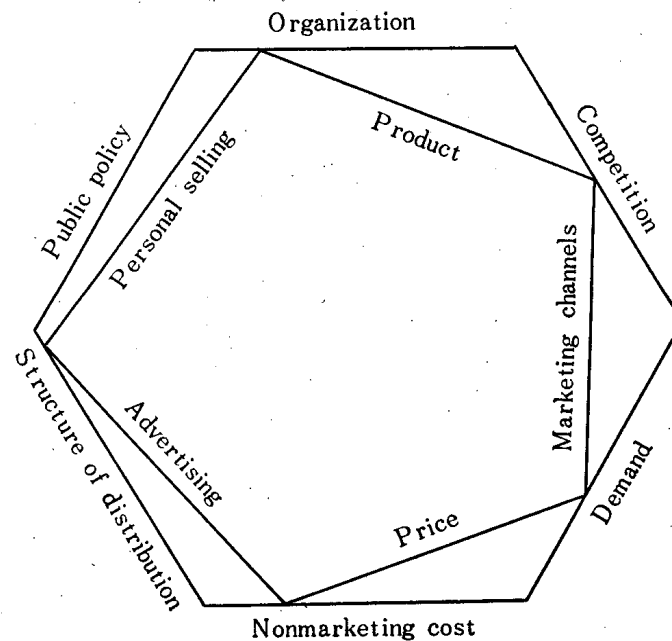 Organization
Product
Competition
Public policy
Personal selling
Marketing channels
Structure of distribution
Advertising
Demand
Price
Nonmarketing cost